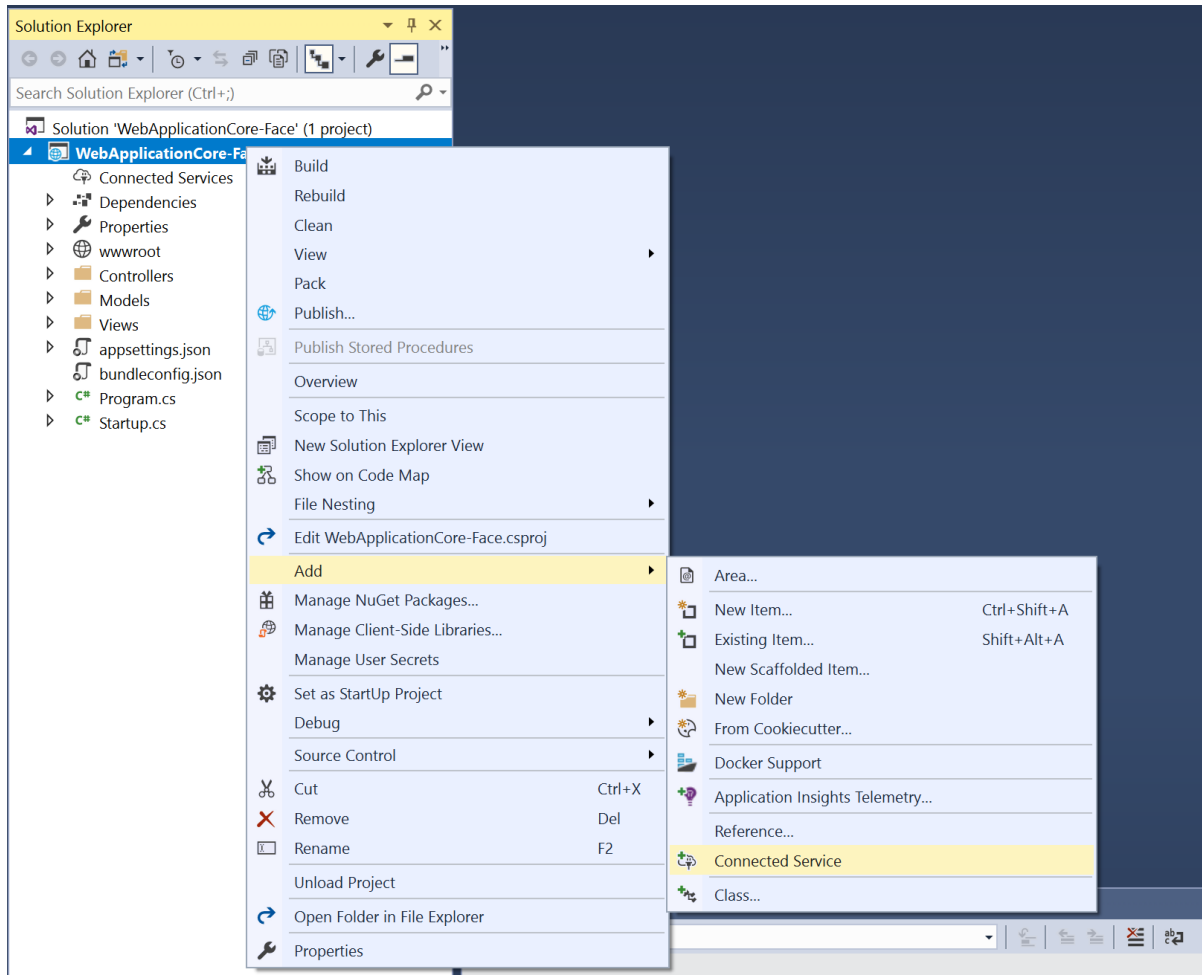 Solution Explorer
Search Solution Explorer (Ctrl+;)
Solution 'WebApplicationCore-Face' (1 project)
WebApplicationCore-Fa
Connected Services
Dependencies
Properties
wwwroot
Controllers
Models
Views
appsettings.json
bundleconfig.json
C# Program.cs
C# Startup.cs
Build
Rebuild
Clean
View
Pack
Publish...
Publish Stored Procedures
Overview
Scope to This
New Solution Explorer View
Show on Code Map
File Nesting
Edit WebApplicationCore-Face.csproj
Add
Manage NuGet Packages...
Manage Client-Side Libraries...
Manage User Secrets
Set as StartUp Project
Debug
Source Control
Cut Ctrl+X
Remove Del
Rename F2
Unload Project
Open Folder in File Explorer
Properties
Area...
New Item... Ctrl+Shift+A
Existing Item... Shift+Alt+A
New Scaffolded Item...
New Folder
From Cookiecutter...
Docker Support
Application Insights Telemetry...
Reference...
Connected Service
Class...